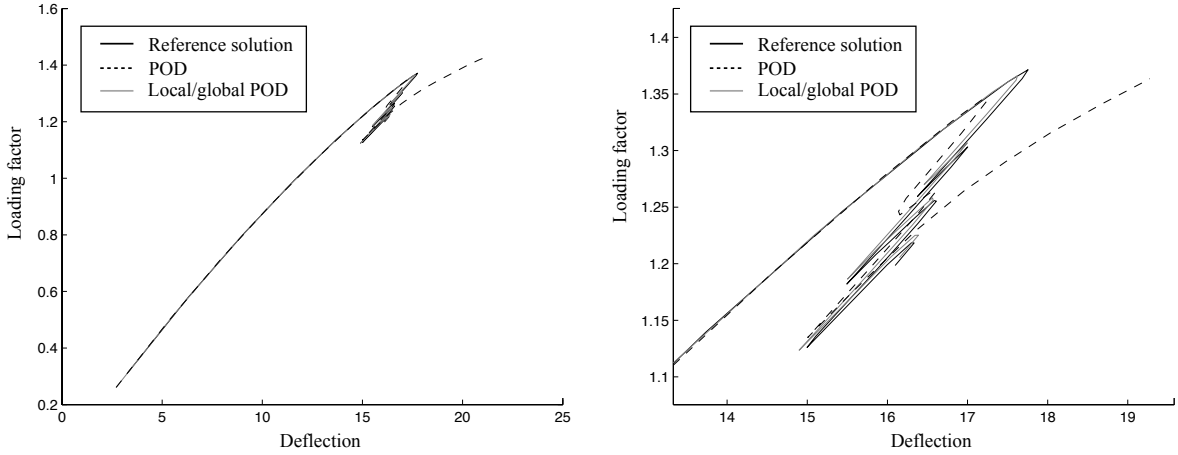 1.6
1.4
1.2
1
0.8
0.6
0.4
0.2
Loading factor
Reference solution
POD
Local/global POD
0 5 10 15 20 25
Deflection
1.4
1.35
1.3
1.25
1.2
1.15
1.1
Loading factor
Reference solution
POD
Local/global POD
14 15 16 17 18 19
Deflection